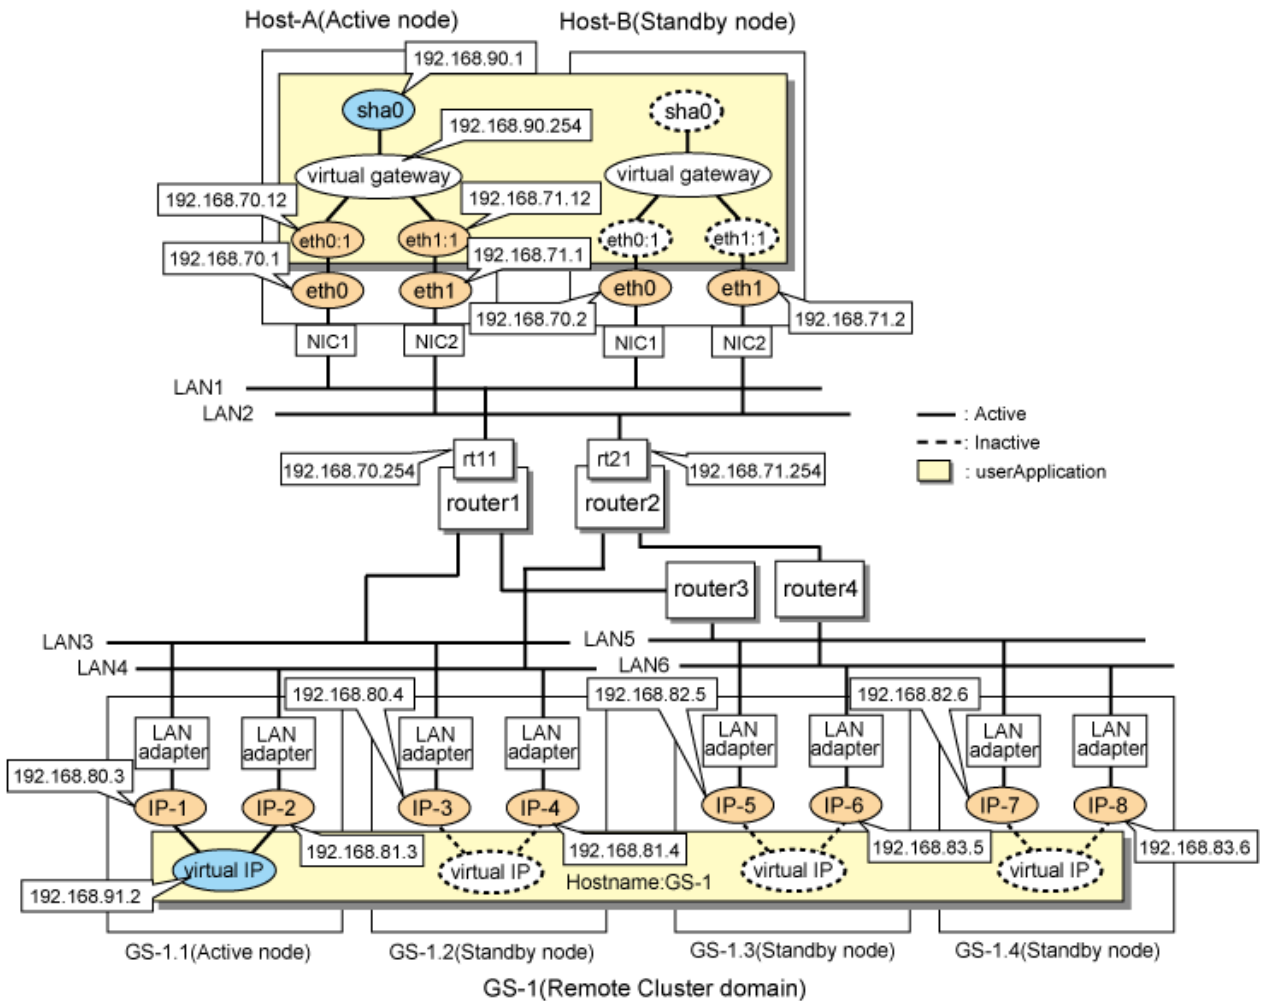 Host-A(Active node)
Host-B(Standby node)
192.168.90.1
sha0
sha0
192.168.90.254
virtual gateway
virtual gateway
192.168.70.12
192.168.71.12
eth0:1
eth1:1
eth0:1
eth1:1
192.168.70.1
192.168.71.1
eth0
eth1
eth0
eth1
192.168.70.2
192.168.71.2
NIC1
NIC2
NIC1
NIC2
LAN1
LAN2
: Active
: Inactive
: userApplication
192.168.70.254
rt11
rt21
192.168.71.254
router1
router2
router3
router4
LAN3
LAN5
LAN4
LAN6
192.168.80.4
192.168.82.5
192.168.82.6
LAN
adapter
LAN
adapter
LAN
adapter
LAN
adapter
LAN
adapter
LAN
adapter
LAN
adapter
LAN
adapter
192.168.80.3
IP-1
IP-2
IP-3
IP-4
IP-5
IP-6
IP-7
IP-8
192.168.81.3
192.168.81.4
192.168.83.5
192.168.83.6
virtual IP
virtual IP
virtual IP
virtual IP
Hostname:GS-1
192.168.91.2
GS-1.1(Active node)
GS-1.2(Standby node)
GS-1.3(Standby node)
GS-1.4(Standby node)
GS-1(Remote Cluster domain)